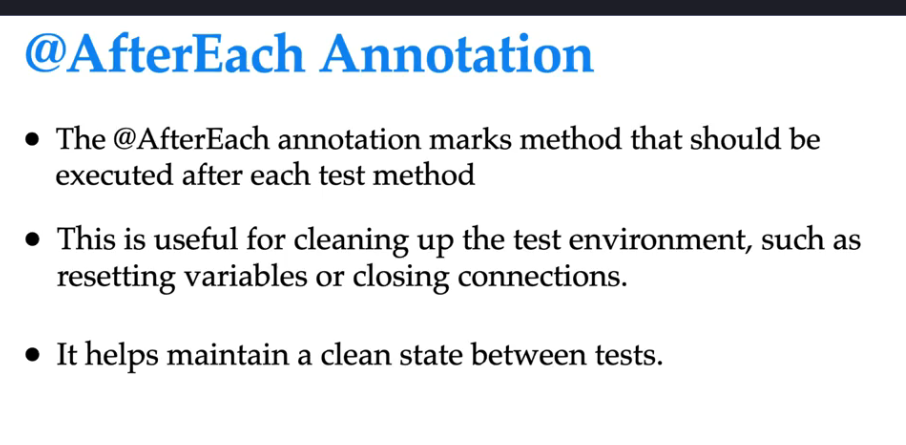 @AfterEach Annotation
• The @AfterEach annotation marks method that should be
executed after each test method
• This is useful for cleaning up the test environment, such as
resetting variables or closing connections.
• It helps maintain a clean state between tests.